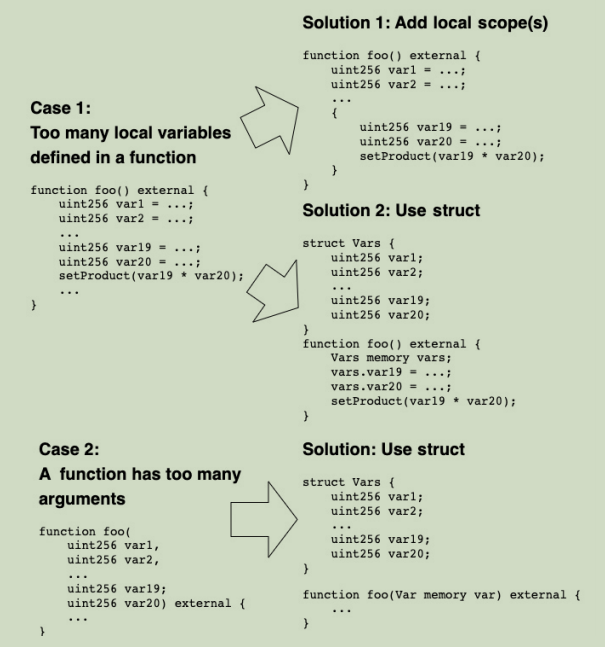 Case 1:
Too many local variables
defined in a function
function foo() external {
    uint256 var1 = ...;
    uint256 var2 = ...;
    ...
    uint256 var19 = ...;
    uint256 var20 = ...;
    setProduct(var19 * var20);
    ...
}
Solution 1: Add local scope(s)
function foo() external {
    uint256 var1 = ...;
    uint256 var2 = ...;
    ...
    {
        uint256 var19 = ...;
        uint256 var20 = ...;
        setProduct(var19 * var20);
    }
}
Solution 2: Use struct
struct Vars {
    uint256 var1;
    uint256 var2;
    ...
    uint256 var19;
    uint256 var20;
}
function foo() external {
    Vars memory vars;
    vars.var19 = ...;
    vars.var20 = ...;
    setProduct(var19 * var20);
}
Case 2:
A function has too many
arguments
function foo(
    uint256 var1,
    uint256 var2,
    ...
    uint256 var19;
    uint256 var20) external {
    ...
}
Solution: Use struct
struct Vars {
    uint256 var1;
    uint256 var2;
    ...
    uint256 var19;
    uint256 var20;
}
function foo(Var memory var) external {
    ...
}